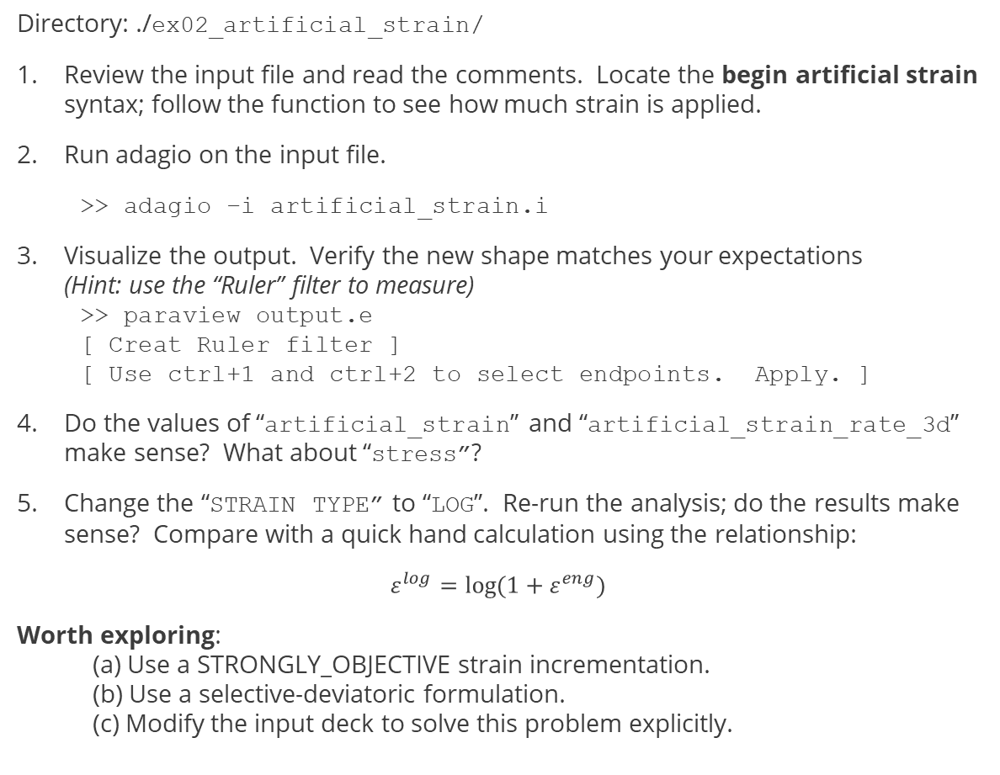 Directory: ./ex02_artificial_strain/
1. Review the input file and read the comments. Locate the begin artificial strain
syntax; follow the function to see how much strain is applied.
2. Run adagio on the input file.
>> adagio –i artificial_strain.i
3. Visualize the output. Verify the new shape matches your expectations
(Hint: use the “Ruler” filter to measure)
>> paraview output.e
[ Creat Ruler filter ]
[ Use ctrl+1 and ctrl+2 to select endpoints. Apply. ]
4. Do the values of “artificial_strain” and “artificial_strain_rate_3d”
make sense? What about “stress”?
5. Change the “STRAIN TYPE” to “LOG”. Re-run the analysis; do the results make
sense? Compare with a quick hand calculation using the relationship:
ε^log = log(1 + ε^eng)
Worth exploring:
(a) Use a STRONGLY_OBJECTIVE strain incrementation.
(b) Use a selective-deviatoric formulation.
(c) Modify the input deck to solve this problem explicitly.